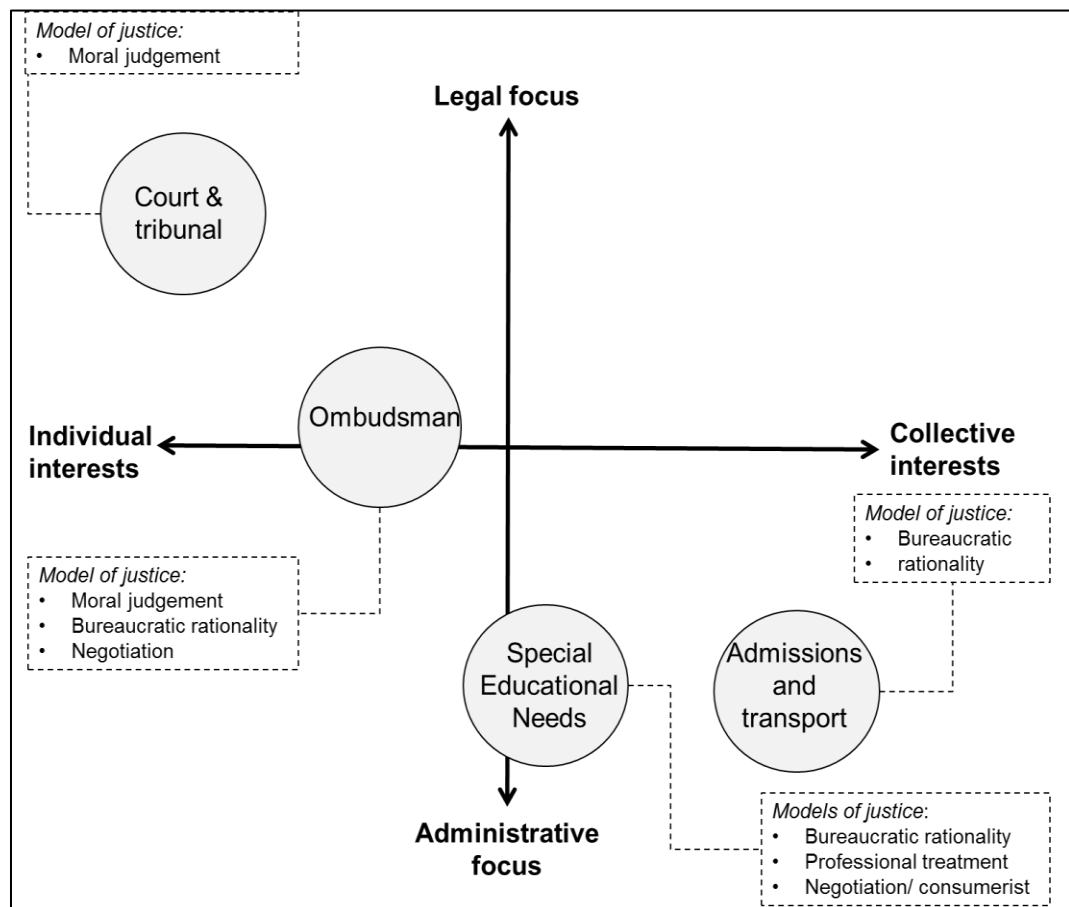 Model of justice:
• Moral judgement
Legal focus
Court &
tribunal
Ombudsman
Individual
interests
Collective
interests
Model of justice:
• Bureaucratic
• rationality
Model of justice:
• Moral judgement
• Bureaucratic rationality
• Negotiation
Special
Educational
Needs
Admissions
and
transport
Administrative
focus
Models of justice:
• Bureaucratic rationality
• Professional treatment
• Negotiation/ consumerist